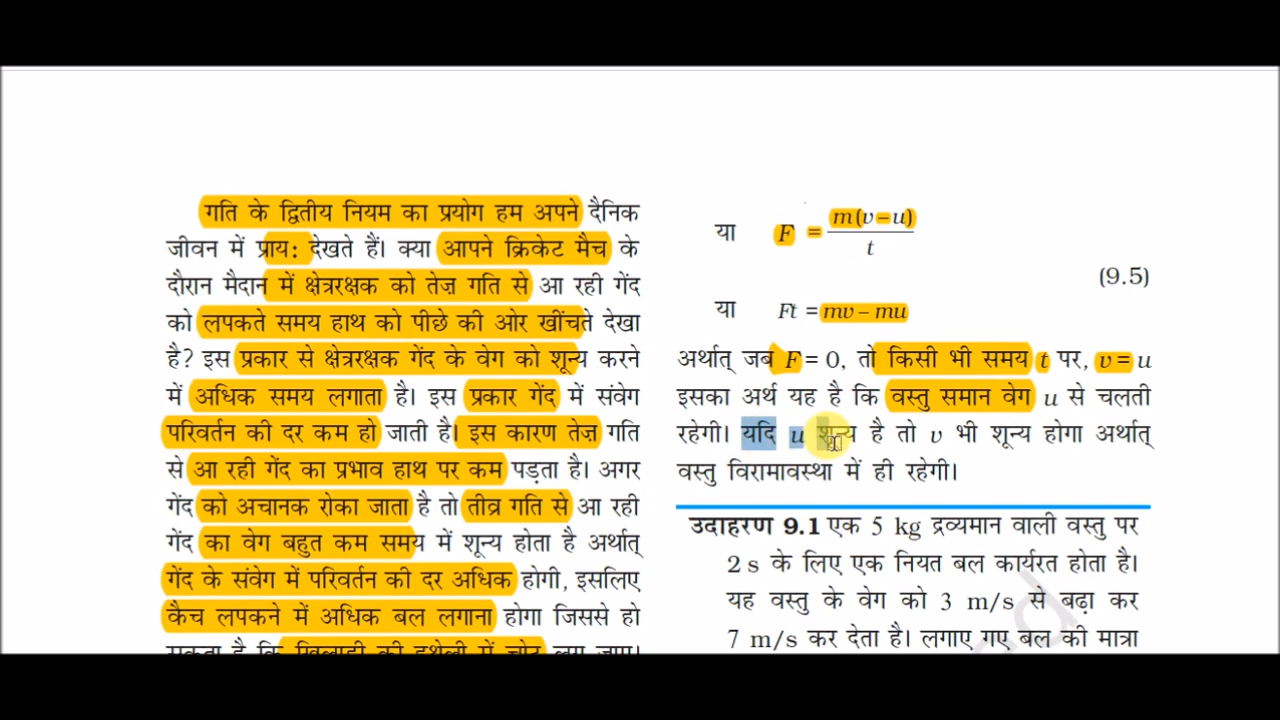 गति के द्वितीय नियम का प्रयोग हम अपने दैनिक
जीवन में प्राय: देखते हैं। क्या आपने क्रिकेट मैच के
दौरान मैदान में क्षेत्ररक्षक को तेज़ गति से आ रही गेंद
को लपकते समय हाथ को पीछे की ओर खींचते देखा
है? इस प्रकार से क्षेत्ररक्षक गेंद के वेग को शून्य करने
में अधिक समय लगाता है। इस प्रकार गेंद में संवेग
परिवर्तन की दर कम हो जाती है। इस कारण तेज़ गति
से आ रही गेंद का प्रभाव हाथ पर कम पड़ता है। अगर
गेंद को अचानक रोका जाता है तो तीव्र गति से आ रही
गेंद का वेग बहुत कम समय में शून्य होता है अर्थात्
गेंद के संवेग में परिवर्तन की दर अधिक होगी, इसलिए
कैच लपकने में अधिक बल लगाना होगा जिससे हो
सकता है कि खिलाड़ी की हथेली में चोट लग जाए।
या F = m(v – u)
t
(9.5)
या Ft = mv – mu
अर्थात् जब F = 0, तो किसी भी समय t पर, v = u
इसका अर्थ यह है कि वस्तु समान वेग u से चलती
रहेगी। यदि u शून्य है तो v भी शून्य होगा अर्थात्
वस्तु विरामावस्था में ही रहेगी।
उदाहरण 9.1 एक 5 kg द्रव्यमान वाली वस्तु पर
2 s के लिए एक नियत बल कार्यरत होता है।
यह वस्तु के वेग को 3 m/s से बढ़ा कर
7 m/s कर देता है। लगाए गए बल की मात्रा